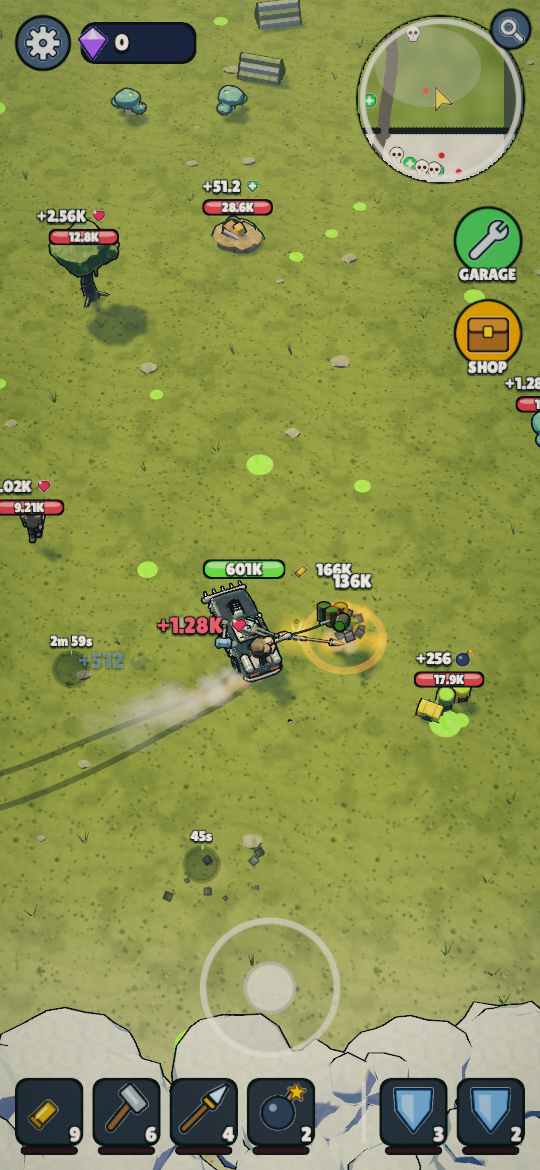 0
+51.2
28.6K
+2.56K
12.8K
GARAGE
SHOP
+1.28
.02K
9.21K
601K
166K
136K
+1.28K
2m 59s
+512
+256
17.9K
45s
9
6
4
2
3
2